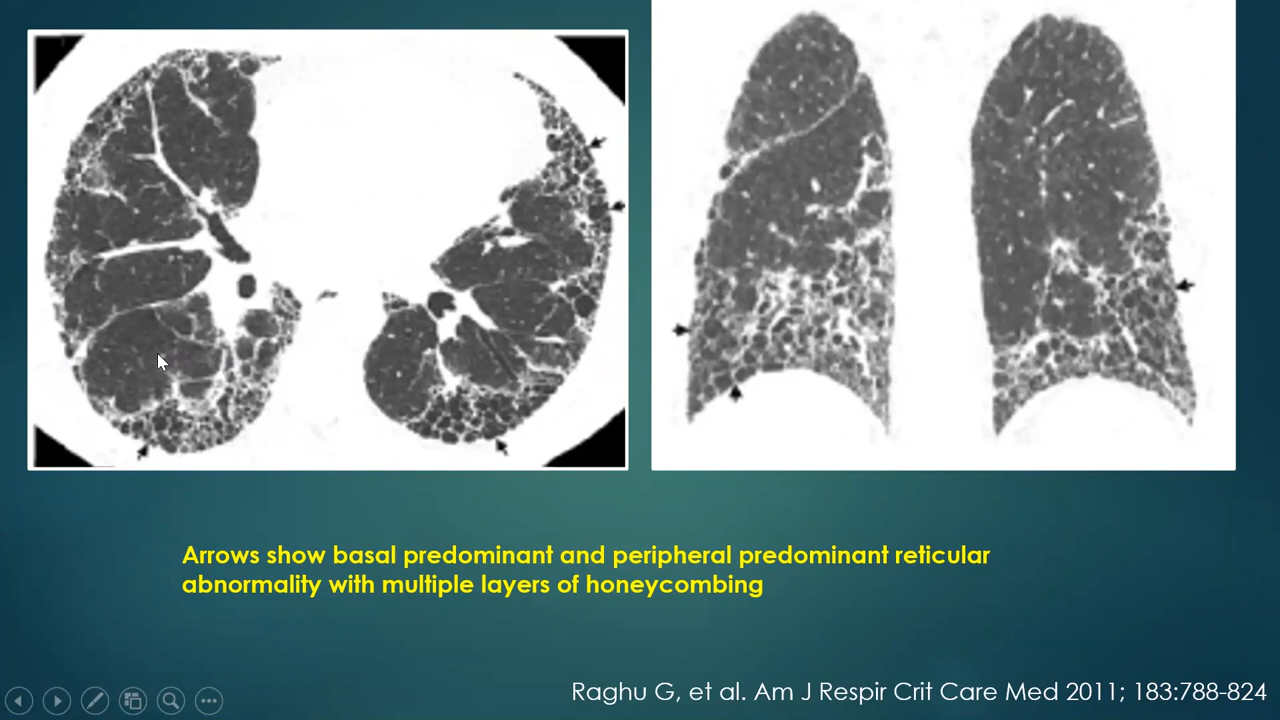 Arrows show basal predominant and peripheral predominant reticular
abnormality with multiple layers of honeycombing
Raghu G, et al. Am J Respir Crit Care Med 2011; 183:788-824